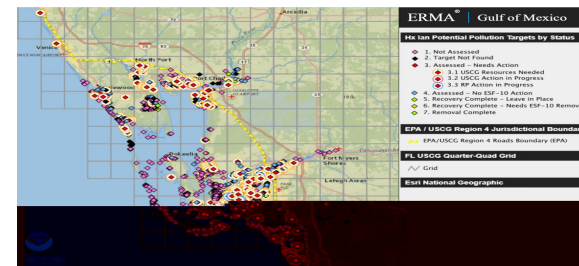 Arcadia
Venice
North Port
Port Char
ewood
Bokeelia
Fort Myers
Shores
Lehigh Acres
ERMA® Gulf of Mexico
Hx Ian Potential Pollution Targets by Status
1. Not Assessed
2. Target Not Found
3. Assessed - Needs Action
3.1 USCG Resources Needed
3.2 USCG Action in Progress
3.3 RP Action in Progress
4. Assessed - No ESF-10 Action
5. Recovery Complete - Leave in Place
6. Recovery Complete - Needs ESF-10 Remov
7. Removal Complete
EPA / USCG Region 4 Jurisdictional Bounda
EPA/USCG Region 4 Roads Boundary (EPA)
FL USCG Quarter-Quad Grid
Grid
Esri National Geographic